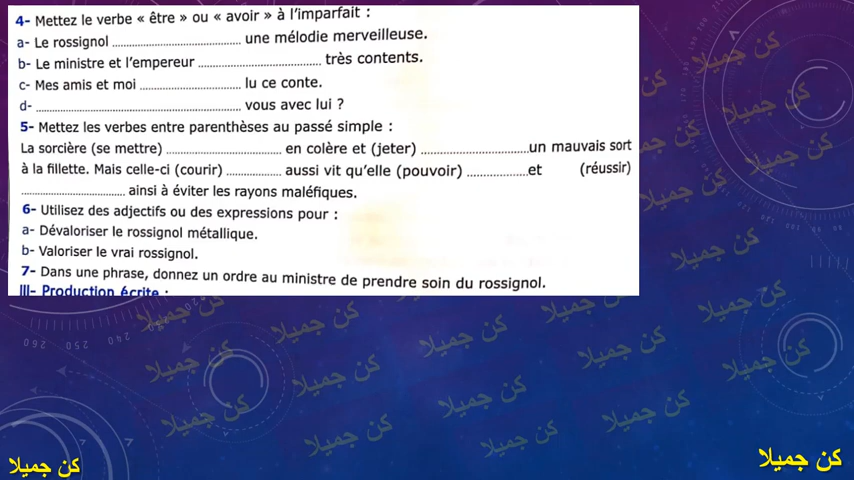 4- Mettez le verbe « être » ou « avoir » à l'imparfait :
a- Le rossignol ................................ une mélodie merveilleuse.
b- Le ministre et l'empereur ................................ très contents.
c- Mes amis et moi ........................... lu ce conte.
d- .................................................... vous avec lui ?
5- Mettez les verbes entre parenthèses au passé simple :
La sorcière (se mettre) ............................. en colère et (jeter) ...........................un mauvais sort
à la fillette. Mais celle-ci (courir) .............. aussi vit qu'elle (pouvoir) ................et (réussir)
.......................... ainsi à éviter les rayons maléfiques.
6- Utilisez des adjectifs ou des expressions pour :
a- Dévaloriser le rossignol métallique.
b- Valoriser le vrai rossignol.
7- Dans une phrase, donnez un ordre au ministre de prendre soin du rossignol.
III- Production écrite :
كن جميلا
كن جميلا